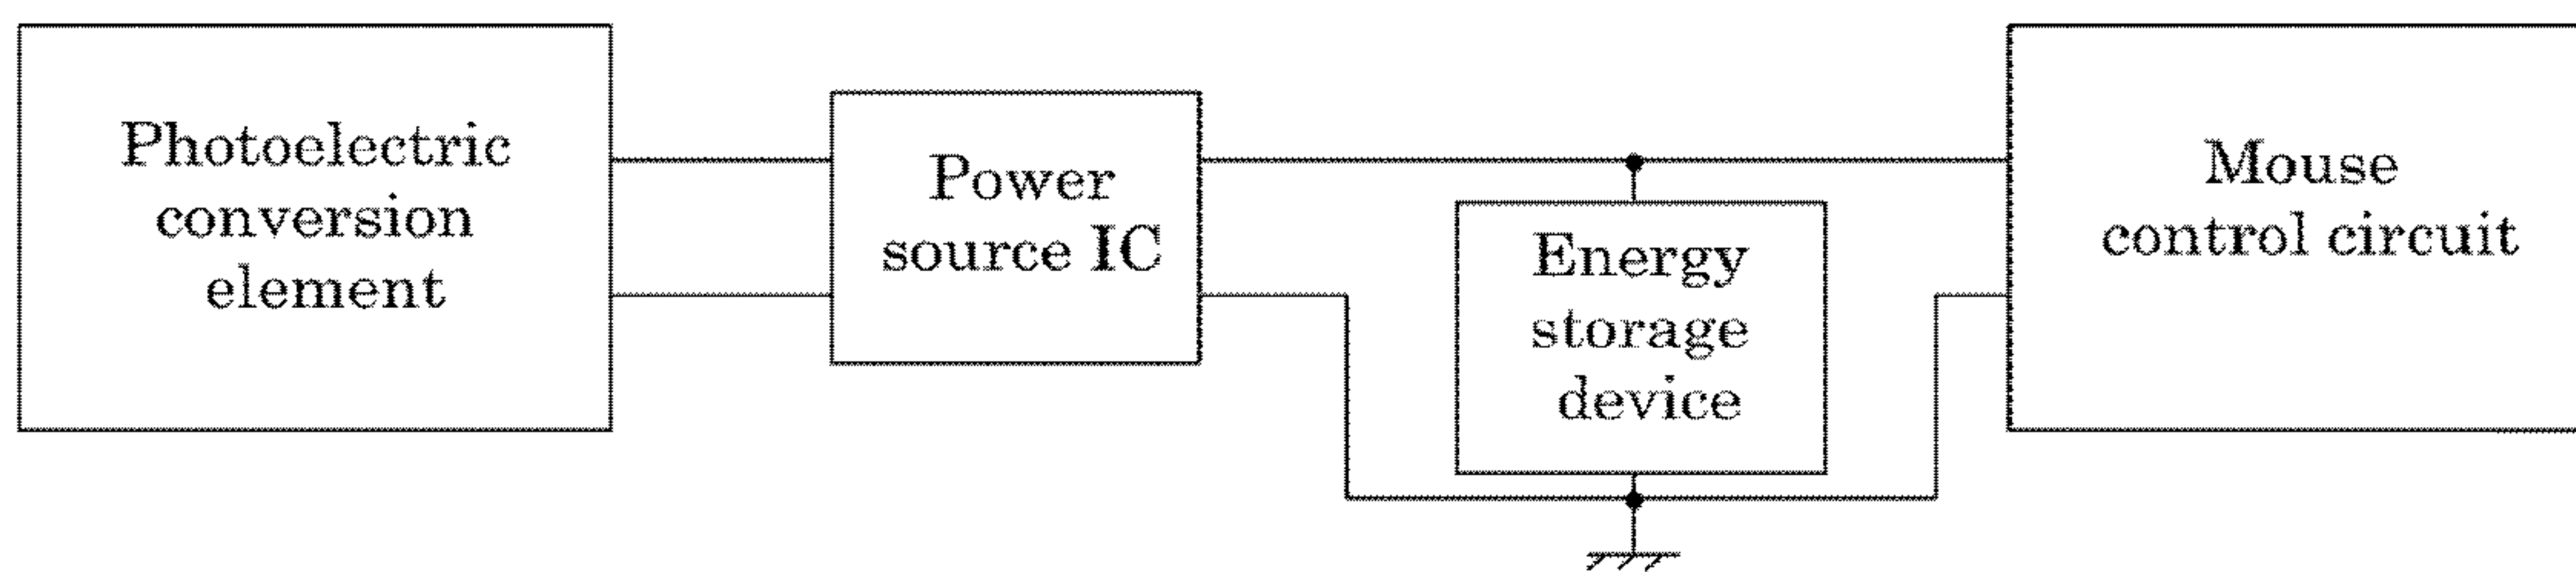 Photoelectric
conversion
element
Power
source IC
Energy
storage
device
Mouse
control circuit